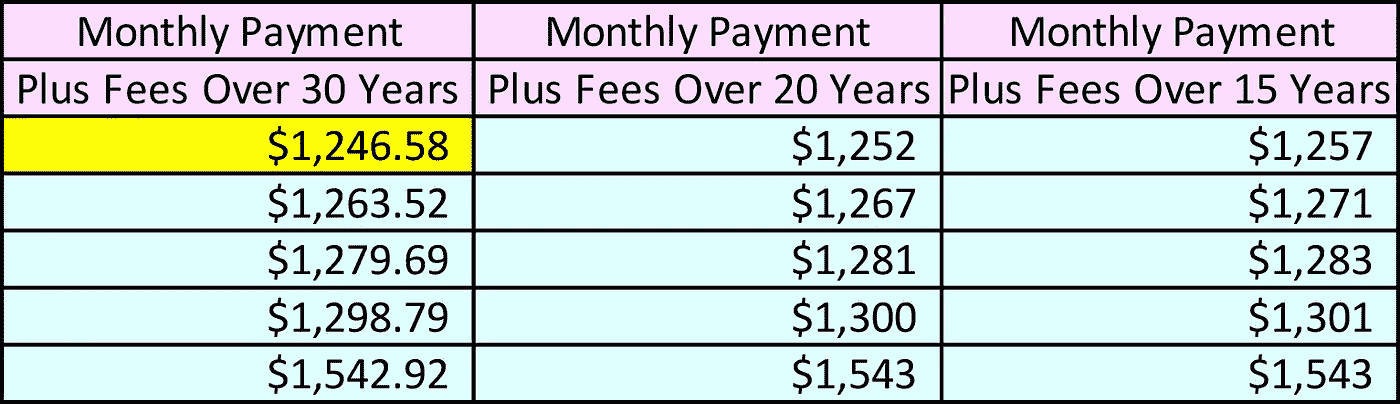 Monthly Payment Monthly Payment Monthly Payment
Plus Fees Over 30 Years Plus Fees Over 20 Years Plus Fees Over 15 Years
$1,246.58 $1,252 $1,257
$1,263.52 $1,267 $1,271
$1,279.69 $1,281 $1,283
$1,298.79 $1,300 $1,301
$1,542.92 $1,543 $1,543